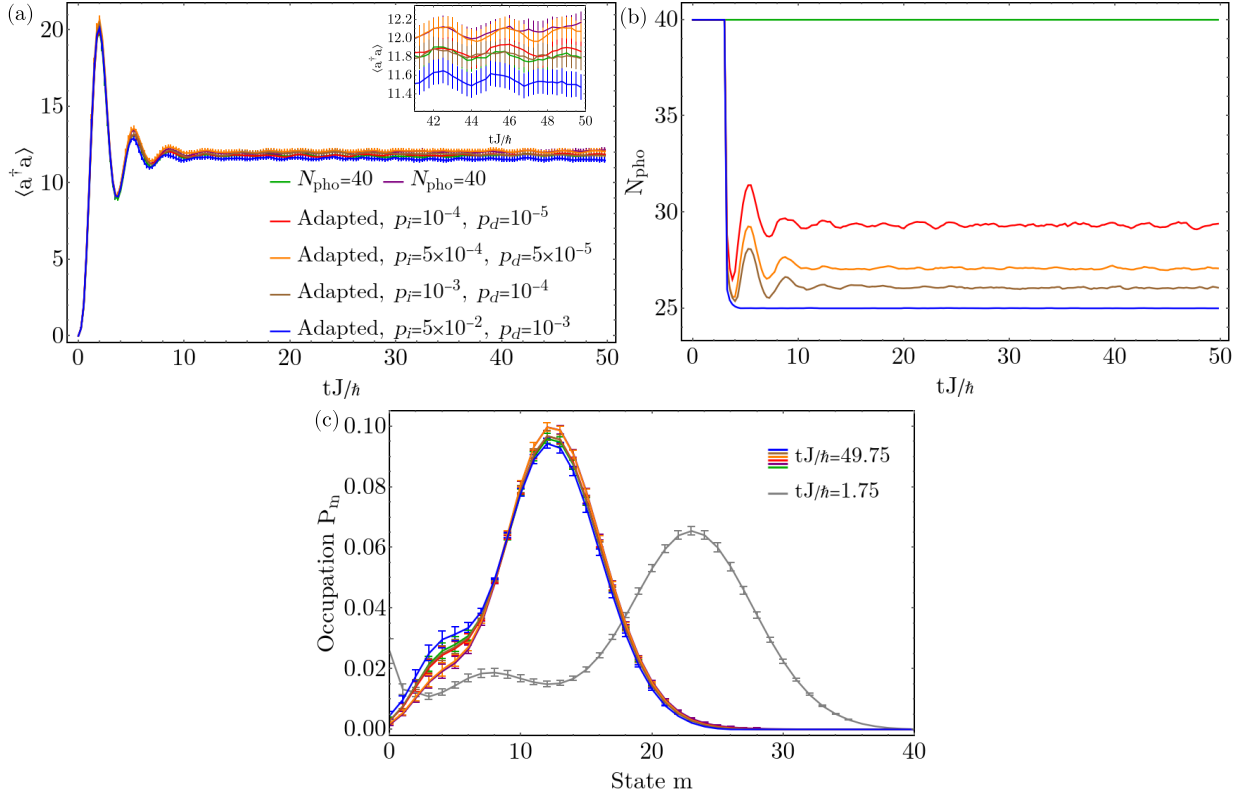 (a)
20
15
10
5
0
⟨a†a⟩
0 10 20 30 40 50
tJ/ℏ
12.2
12.0
11.8
11.6
11.4
⟨a†a⟩
42 44 46 48 50
tJ/ℏ
N_pho=40 N_pho=40
Adapted, p_i=10^-4, p_d=10^-5
Adapted, p_i=5×10^-4, p_d=5×10^-5
Adapted, p_i=10^-3, p_d=10^-4
Adapted, p_i=5×10^-2, p_d=10^-3
(b)
40
35
30
25
N_pho
0 10 20 30 40 50
tJ/ℏ
(c)
0.10
0.08
0.06
0.04
0.02
0.00
Occupation P_m
tJ/ℏ=49.75
tJ/ℏ=1.75
0 10 20 30 40
State m